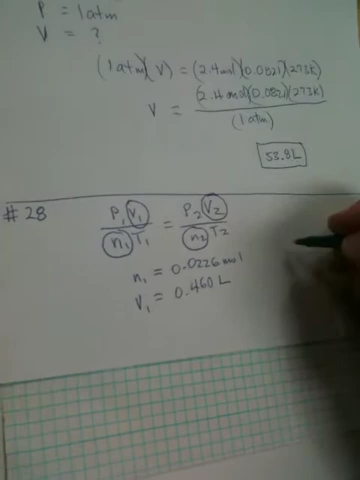 P = 1atm
V = ?
(1atm)(V) = (2.4mol)(0.0821)(273K)
V = (2.4mol)(0.0821)(273K)
(1atm)
53.8L
#28
P₁V₁ = P₂V₂
n₁T₁ n₂T₂
n₁ = 0.0226mol
V₁ = 0.460L